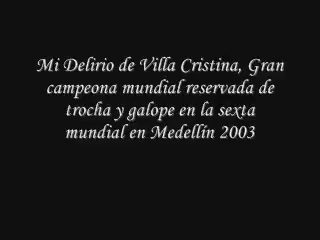 Mi Delirio de Villa Cristina, Gran
campeona mundial reservada de
trocha y galope en la sexta
mundial en Medellín 2003